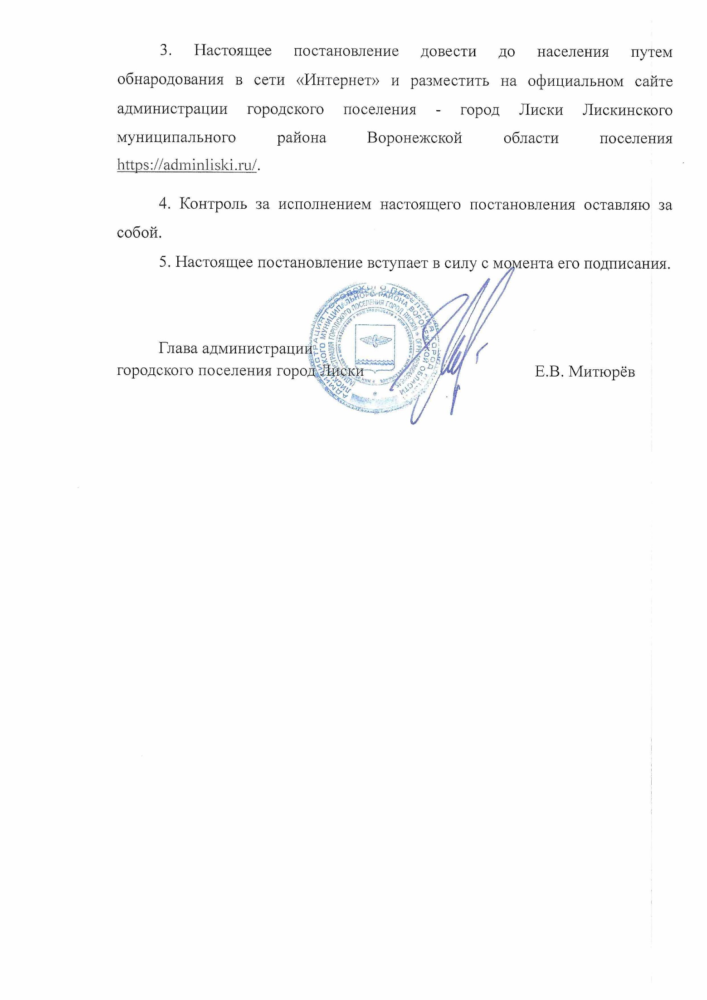 3. Настоящее постановление довести до населения путем
обнародования в сети «Интернет» и разместить на официальном сайте
администрации городского поселения - город Лиски Лискинского
муниципального района Воронежской области поселения
https://adminliski.ru/.
4. Контроль за исполнением настоящего постановления оставляю за
собой.
5. Настоящее постановление вступает в силу с момента его подписания.
АДМИНИСТРАЦИЯ ГОРОДСКОГО ПОСЕЛЕНИЯ ГОРОД
ЛИСКИНСКОГО МУНИЦИПАЛЬНОГО РАЙОНА ВОРОНЕЖСКОЙ ОБЛАСТИ
(АДМИНИСТРАЦИЯ ГОРОДСКОГО ПОСЕЛЕНИЯ ГОРОД ЛИСКИ) * ОГРН
Глава администрации
городского поселения город Лиски Е.В. Митюрёв